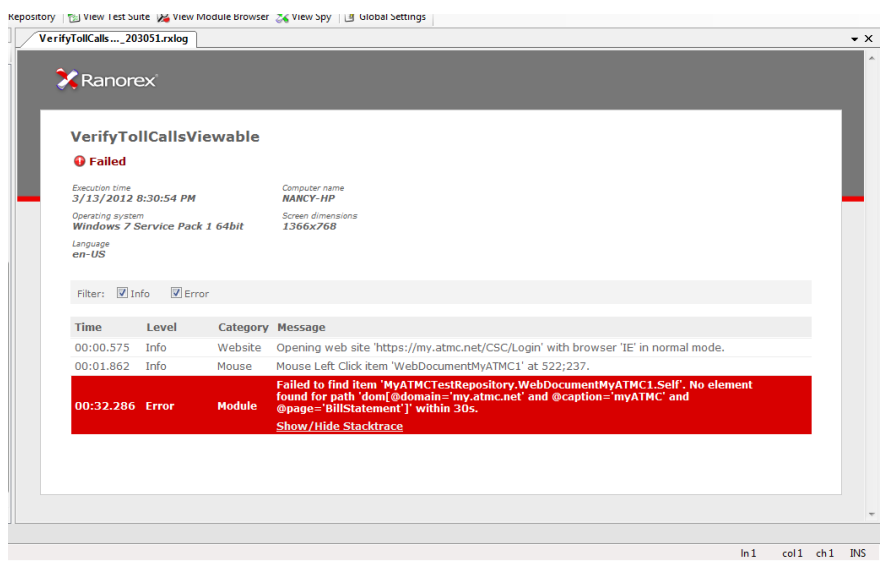 Repository View Test Suite View Module Browser View Spy Global Settings
VerifyTollCalls..._203051.rxlog
Ranorex
VerifyTollCallsViewable
Failed
Execution time Computer name
3/13/2012 8:30:54 PM NANCY-HP
Operating system Screen dimensions
Windows 7 Service Pack 1 64bit 1366x768
Language
en-US
Filter: Info Error
Time Level Category Message
00:00.575 Info Website Opening web site 'https://my.atmc.net/CSC/Login' with browser 'IE' in normal mode.
00:01.862 Info Mouse Mouse Left Click item 'WebDocumentMyATMC1' at 522;237.
Failed to find item 'MyATMCTestRepository.WebDocumentMyATMC1.Self'. No element
found for path 'dom[@domain='my.atmc.net' and @caption='myATMC' and
00:32.286 Error Module @page='BillStatement']' within 30s.
Show/Hide Stacktrace
ln 1 col 1 ch 1 INS